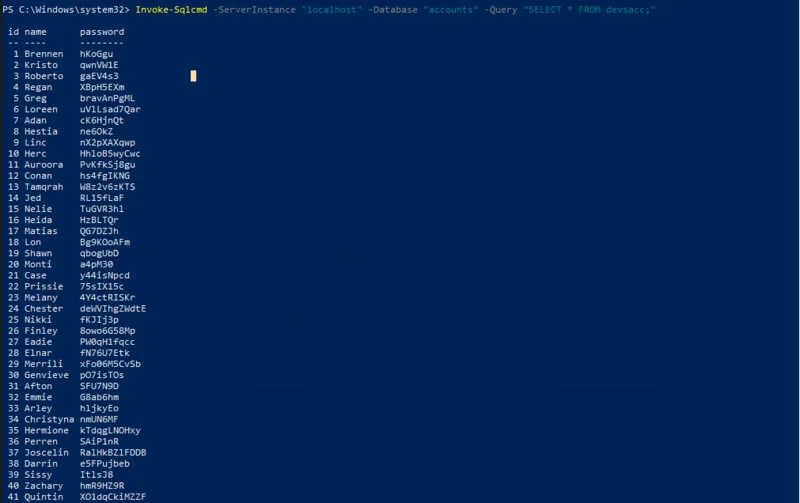 PS C:\Windows\system32> Invoke-Sqlcmd -ServerInstance "localhost" -Database "accounts" -Query "SELECT * FROM devsacc;"
id name password
-- ---- --------
1 Brennen hKoGgu
2 Kristo qwnVW1E
3 Roberto gaEV4s3
4 Regan XBpH5EXm
5 Greg bravAnPgML
6 Loreen uVlLsad7Qar
7 Adan cK6HjnQt
8 Hestia ne6OkZ
9 Linc nX2pXAXqwp
10 Herc HhloB5wyCwc
11 Auroora PvKfkSj8gu
12 Conan hs4fgIKNG
13 Tamqrah W8z2v6zKTS
14 Jed RL15fLaF
15 Nelie TuGVR3hl
16 Heida HzBLTQr
17 Matias QG7DZJh
18 Lon Bg9KOoAFm
19 Shawn qbogUbD
20 Monti a4pM30
21 Case y44isNpcd
22 Prissie 75sIX15c
23 Melany 4Y4ctRISKr
24 Chester deWVIhgZWdtE
25 Nikki fKJIj3p
26 Finley 8owo6G58Mp
27 Eadie PW0qH1fqcc
28 Elnar fN76U7Etk
29 Merrili xFo06M5CvSb
30 Genvieve pO7isTOs
31 Afton SFU7N9D
32 Emmie G8ab6hm
33 Arley hljkyEo
34 Christyna nmUN6MF
35 Hermione kTdqgLNOHxy
36 Perren SAiP1nR
37 Joscelin RalHkBZlFDDB
38 Darrin e5FPujbeb
39 Sissy ItlsJ8
40 Zachary hmR9HZ9R
41 Quintin XO1dqCkiMZZF